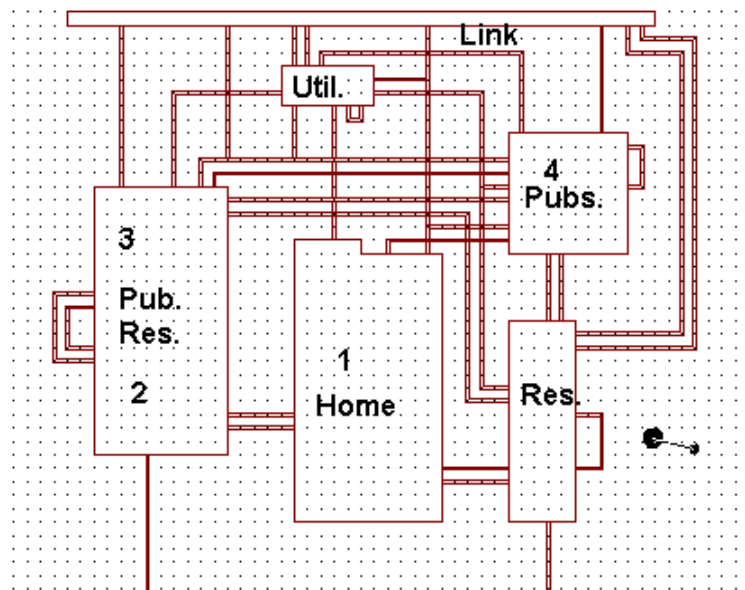 Link
Util.
4
Pubs.
3
Pub.
Res.
2
1
Home
Res.